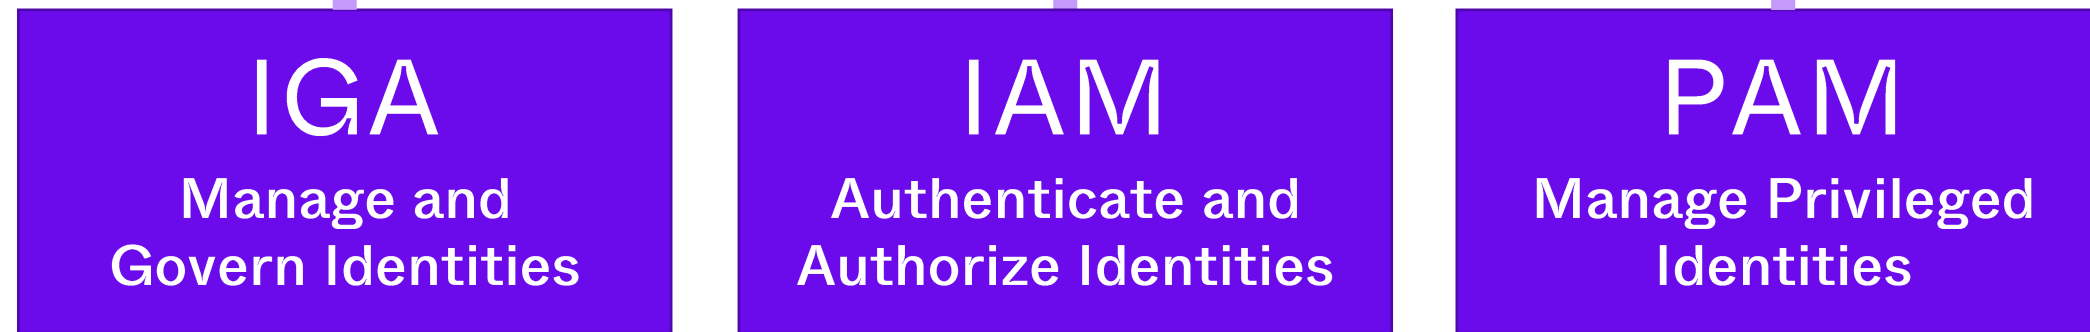 IGA
Manage and
Govern Identities
IAM
Authenticate and
Authorize Identities
PAM
Manage Privileged
Identities